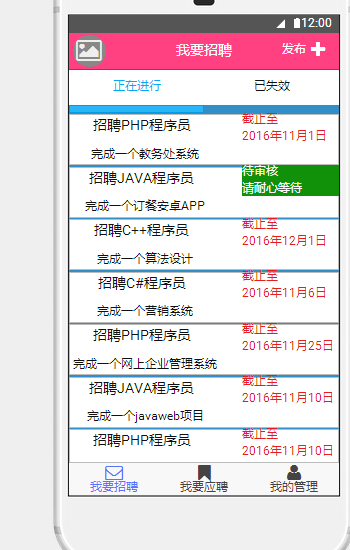 12:00
我要招聘
发布
正在进行
已失效
招聘PHP程序员
截止至
2016年11月1日
完成一个教务处系统
招聘JAVA程序员
待审核
请耐心等待
完成一个订餐安卓APP
招聘C++程序员
截止至
2016年12月1日
完成一个算法设计
招聘C#程序员
截止至
2016年11月6日
完成一个营销系统
招聘PHP程序员
截止至
2016年11月25日
完成一个网上企业管理系统
招聘JAVA程序员
截止至
2016年11月10日
完成一个javaweb项目
招聘PHP程序员
截止至
2016年11月10日
我要招聘
我要应聘
我的管理